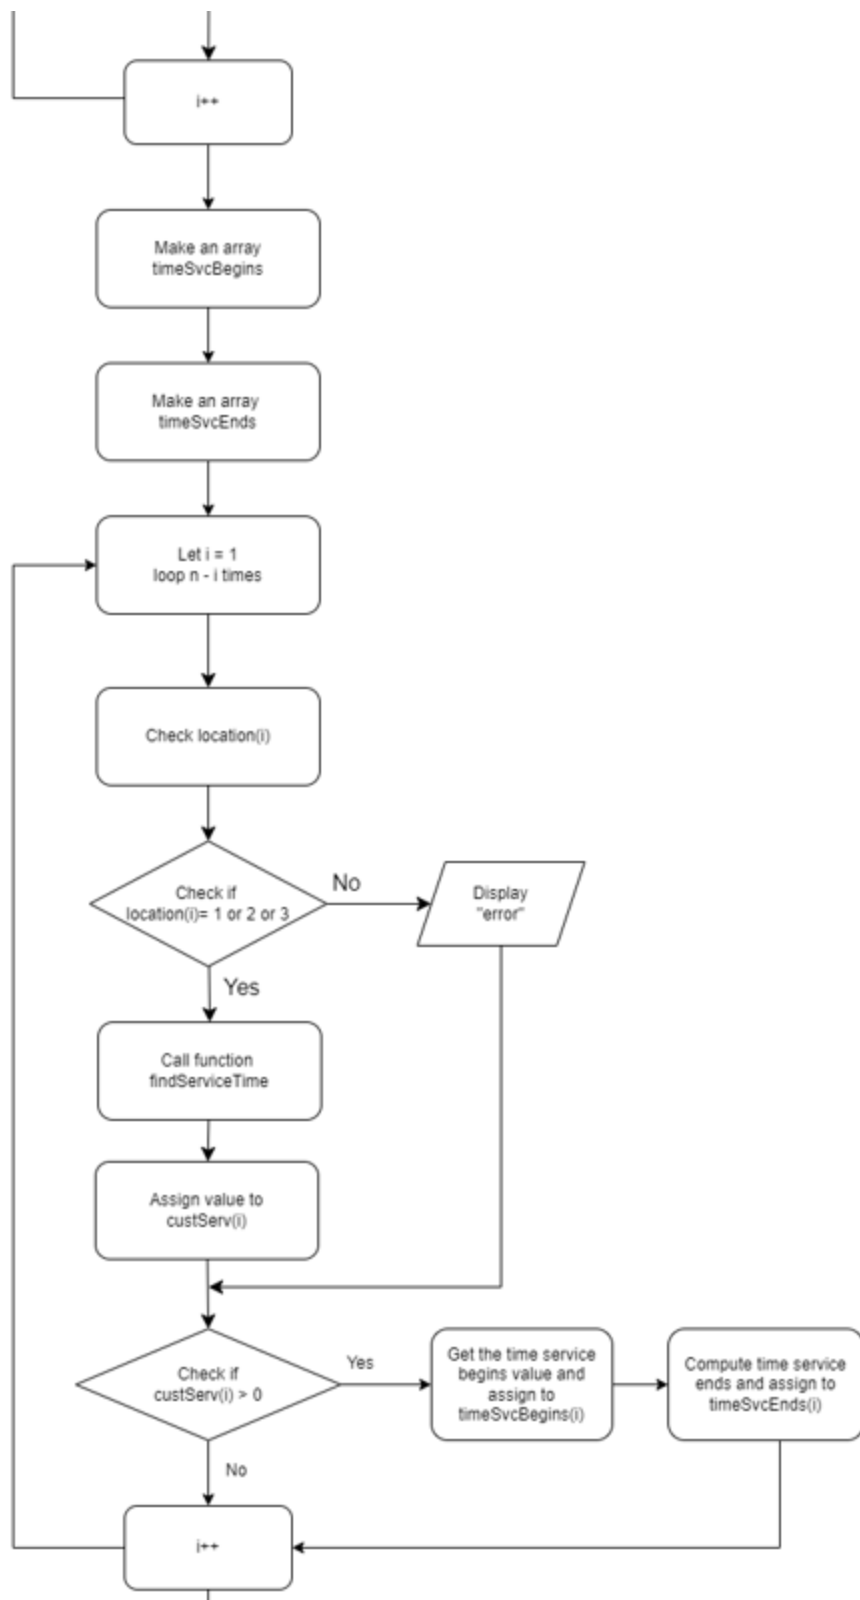 i++
Make an array
timeSvcBegins
Make an array
timeSvcEnds
Let i = 1
loop n - i times
Check location(i)
Check if
location(i)= 1 or 2 or 3
No
Display
"error"
Yes
Call function
findServiceTime
Assign value to
custServ(i)
Check if
custServ(i) > 0
Yes
Get the time service
begins value and
assign to
timeSvcBegins(i)
Compute time service
ends and assign to
timeSvcEnds(i)
No
i++